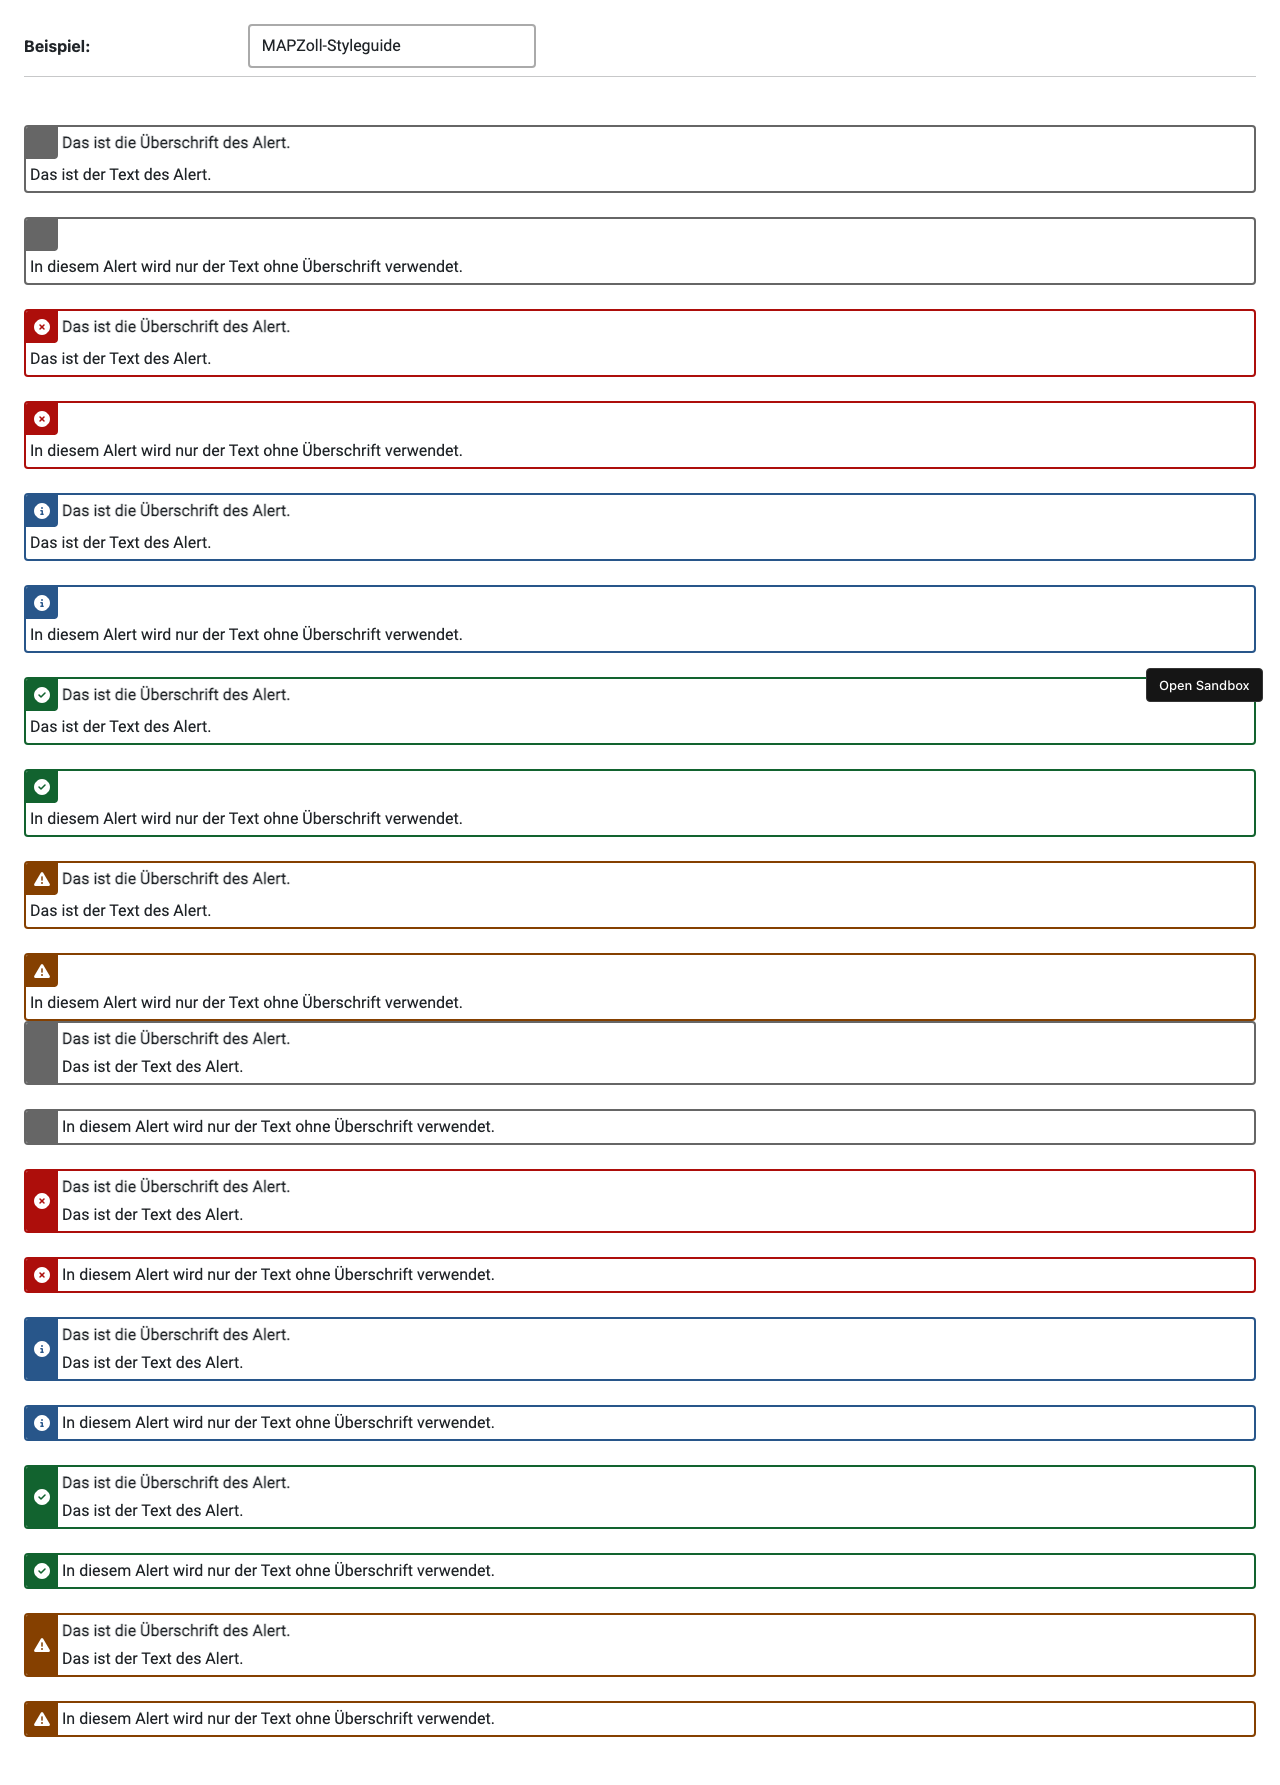 Beispiel:
MAPZoll-Styleguide
Das ist die Überschrift des Alert.
Das ist der Text des Alert.
In diesem Alert wird nur der Text ohne Überschrift verwendet.
Das ist die Überschrift des Alert.
Das ist der Text des Alert.
In diesem Alert wird nur der Text ohne Überschrift verwendet.
Das ist die Überschrift des Alert.
Das ist der Text des Alert.
In diesem Alert wird nur der Text ohne Überschrift verwendet.
Open Sandbox
Das ist die Überschrift des Alert.
Das ist der Text des Alert.
In diesem Alert wird nur der Text ohne Überschrift verwendet.
Das ist die Überschrift des Alert.
Das ist der Text des Alert.
In diesem Alert wird nur der Text ohne Überschrift verwendet.
Das ist die Überschrift des Alert.
Das ist der Text des Alert.
In diesem Alert wird nur der Text ohne Überschrift verwendet.
Das ist die Überschrift des Alert.
Das ist der Text des Alert.
In diesem Alert wird nur der Text ohne Überschrift verwendet.
Das ist die Überschrift des Alert.
Das ist der Text des Alert.
In diesem Alert wird nur der Text ohne Überschrift verwendet.
Das ist die Überschrift des Alert.
Das ist der Text des Alert.
In diesem Alert wird nur der Text ohne Überschrift verwendet.
Das ist die Überschrift des Alert.
Das ist der Text des Alert.
In diesem Alert wird nur der Text ohne Überschrift verwendet.